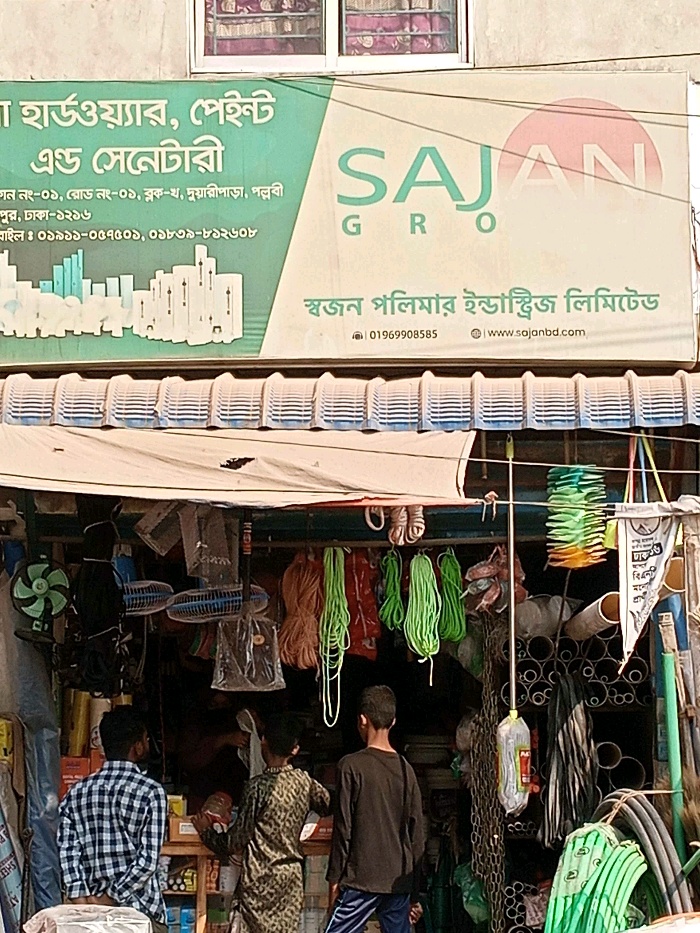 হার্ডওয়্যার, পেইন্ট
এণ্ড সেনেটারী
নং-০১, রোড নং-০১, ব্লক-খ, দুয়ারীপাড়া, পল্লবী
পুর, ঢাকা-১২১৬
০১৯১১-০৫৭৫০১, ০১৮৩৯-৮১২৬০৮
SAJAN
GRO
স্বজন পলিমার ইন্ডাস্ট্রিজ লিমিটেড
01969908585
www.sajanbd.com